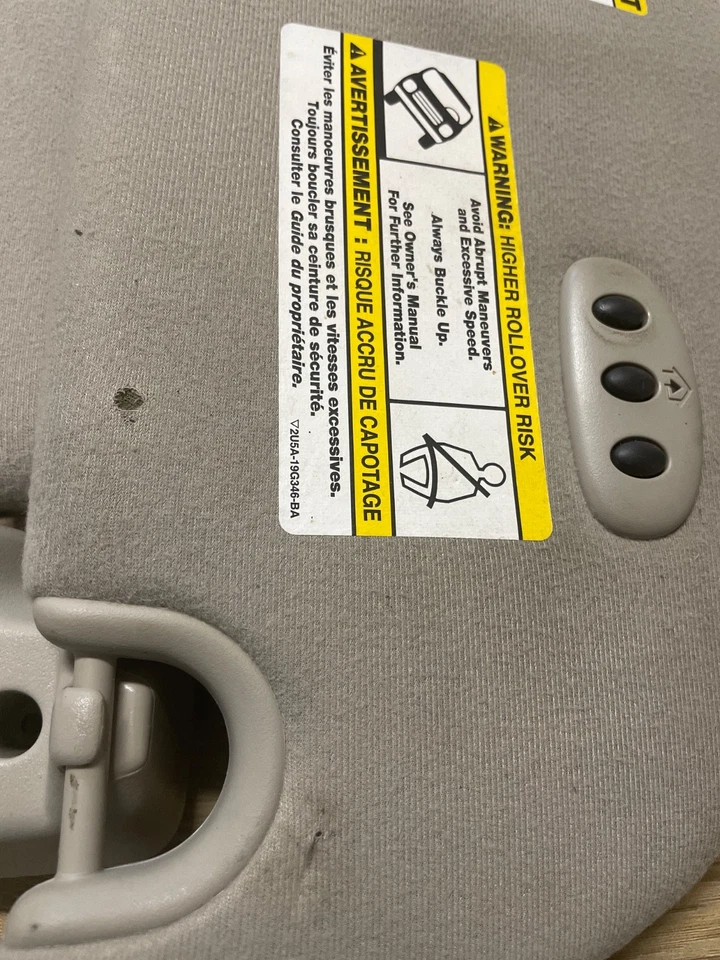 ⚠ WARNING: HIGHER ROLLOVER RISK
Avoid Abrupt Maneuvers
and Excessive Speed.
Always Buckle Up.
See Owner's Manual
For Further Information.
⚠ AVERTISSEMENT : RISQUE ACCRU DE CAPOTAGE
Éviter les manoeuvres brusques et les vitesses excessives.
Toujours boucler sa ceinture de sécurité.
Consulter le Guide du propriétaire.
▽2U5A-19G346-BA